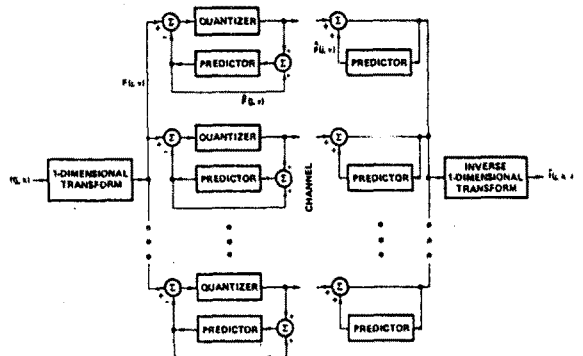 Σ
QUANTIZER
Σ
PREDICTOR
Σ
PREDICTOR
F(j, v)
Σ
QUANTIZER
Σ
1-DIMENSIONAL
TRANSFORM
PREDICTOR
Σ
CHANNEL
PREDICTOR
INVERSE
1-DIMENSIONAL
TRANSFORM
Σ
QUANTIZER
Σ
PREDICTOR
Σ
PREDICTOR